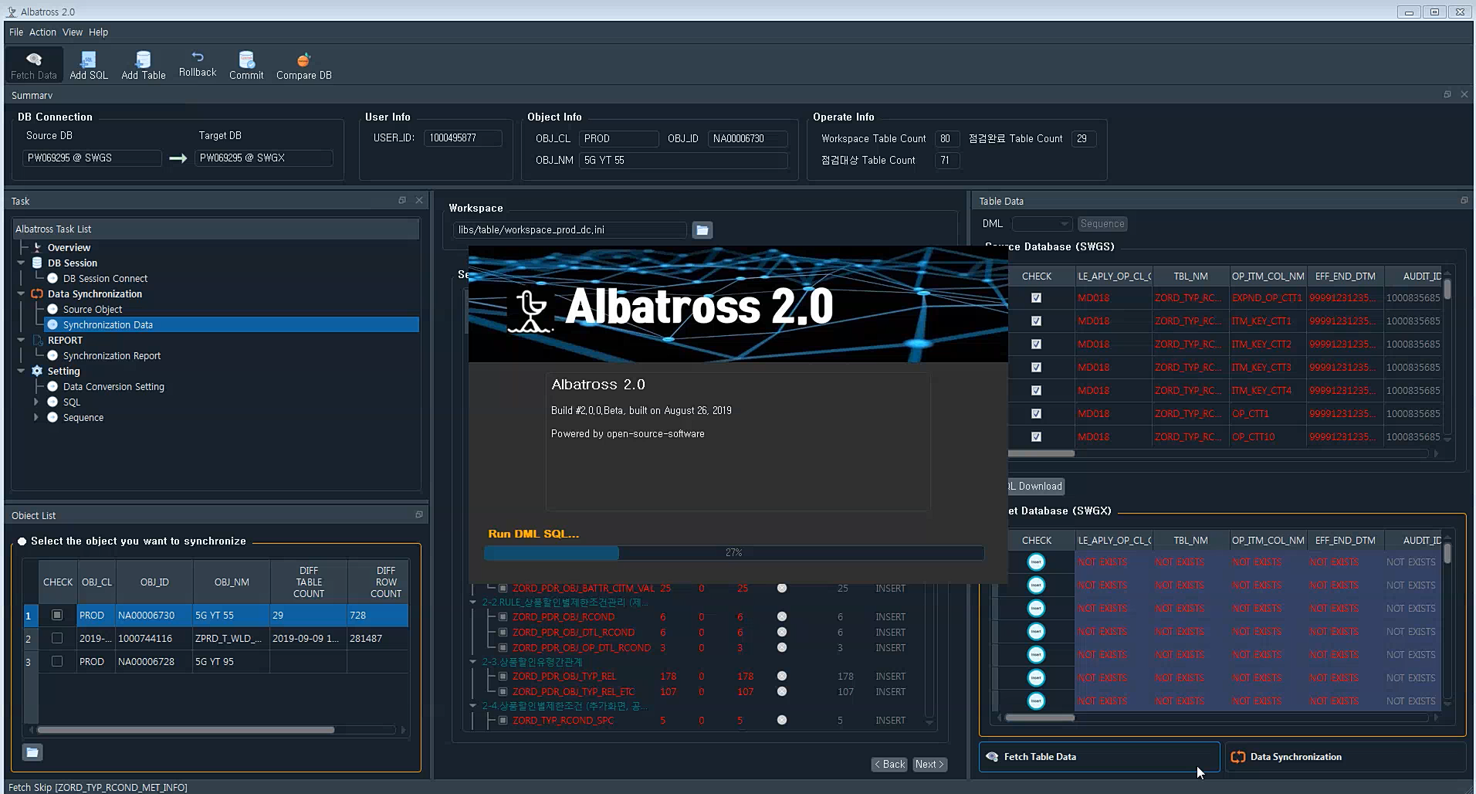 Albatross 2.0
File Action View Help
Fetch Data Add SQL Add Table Rollback Commit Compare DB
Summary
DB Connection
Source DB Target DB
PW069295 @ SWGS PW069295 @ SWGX
User Info
USER_ID: 1000495877
Object Info
OBJ_CL PROD OBJ_ID NA00006730
OBJ_NM 5G YT 55
Operate Info
Workspace Table Count 80 점검완료 Table Count 29
점검대상 Table Count 71
Task
Albatross Task List
Overview
DB Session
DB Session Connect
Data Synchronization
Source Object
Synchronization Data
REPORT
Synchronization Report
Setting
Data Conversion Setting
SQL
Sequence
Object List
Select the object you want to synchronize
CHECK OBJ_CL OBJ_ID OBJ_NM DIFF TABLE COUNT DIFF ROW COUNT
1 PROD NA00006730 5G YT 55 29 728
2 2019-... 1000744116 ZPRD_T_WLD_... 2019-09-09 1... 281487
3 PROD NA00006728 5G YT 95
Workspace
libs/table/workspace_prod_dc.ini
Se
Albatross 2.0
Albatross 2.0
Build #2,0,0,Beta, built on August 26, 2019
Powered by open-source-software
Run DML SQL...
27%
ZORD_PDR_OBJ_BATTR_CITM_VAL 25 0 25 25 INSERT
2-2.RULE_상품할인별제한조건관리 (제...
ZORD_PDR_OBJ_RCOND 6 0 6 6 INSERT
ZORD_PDR_OBJ_DTL_RCOND 6 0 6 6 INSERT
ZORD_PDR_OBJ_OP_DTL_RCOND 3 0 3 3 INSERT
2-3.상품할인유형간관계
ZORD_PDR_OBJ_TYP_REL 178 0 178 178 INSERT
ZORD_PDR_OBJ_TYP_REL_ETC 107 0 107 107 INSERT
2-4.상품할인별제한조건 (추가화면, 공...
ZORD_TYP_RCOND_SPC 5 0 5 5 INSERT
< Back Next >
Table Data
DML Sequence
Source Database (SWGS)
CHECK LE_APLY_OP_CL_C TBL_NM OP_ITM_COL_NM EFF_END_DTM AUDIT_ID
MD018 ZORD_TYP_RC... EXPND_OP_CTT1 99991231235... 1000835685
MD018 ZORD_TYP_RC... ITM_KEY_CTT1 99991231235... 1000835685
MD018 ZORD_TYP_RC... ITM_KEY_CTT2 99991231235... 1000835685
MD018 ZORD_TYP_RC... ITM_KEY_CTT3 99991231235... 1000835685
MD018 ZORD_TYP_RC... ITM_KEY_CTT4 99991231235... 1000835685
MD018 ZORD_TYP_RC... OP_CTT1 99991231235... 1000835685
MD018 ZORD_TYP_RC... OP_CTT10 99991231235... 1000835685
QL Download
et Database (SWGX)
CHECK LE_APLY_OP_CL_C TBL_NM OP_ITM_COL_NM EFF_END_DTM AUDIT_ID
Insert NOT EXISTS NOT EXISTS NOT EXISTS NOT EXISTS NOT EXISTS
Insert NOT EXISTS NOT EXISTS NOT EXISTS NOT EXISTS NOT EXISTS
Insert NOT EXISTS NOT EXISTS NOT EXISTS NOT EXISTS NOT EXISTS
Insert NOT EXISTS NOT EXISTS NOT EXISTS NOT EXISTS NOT EXISTS
Insert NOT EXISTS NOT EXISTS NOT EXISTS NOT EXISTS NOT EXISTS
Insert NOT EXISTS NOT EXISTS NOT EXISTS NOT EXISTS NOT EXISTS
Insert NOT EXISTS NOT EXISTS NOT EXISTS NOT EXISTS NOT EXISTS
Fetch Table Data Data Synchronization
Fetch Skip [ZORD_TYP_RCOND_MET_INFO]